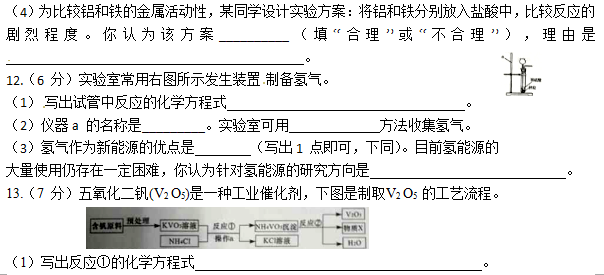 （4）为比较铝和铁的金属活动性，某同学设计实验方案：将铝和铁分别放入盐酸中，比较反应的
剧烈程度。你认为该方案__________（填“合理”或“不合理”），理由是
__________________________________________。
12.（6 分）实验室常用右图所示发生装置.制备氢气。
（1）.写出试管中反应的化学方程式__________________________________。
（2）仪器a 的名称是_________。实验室可用_____________方法收集氢气。
（3）氢气作为新能源的优点是________（写出1 点即可，下同）。目前氢能源的
大量使用仍存在一定困难，你认为针对氢能源的研究方向是____________________________。
13.（7 分）五氧化二钒(V2 O5)是一种工业催化剂，下图是制取V2 O5 的工艺流程。
含钒原料 预处理 KVO3溶液 NH4Cl 反应① 操作a NH4VO3沉淀 KCl溶液 反应② V2O5 物质X H2O
（1）写出反应①的化学方程式_________________________________________。